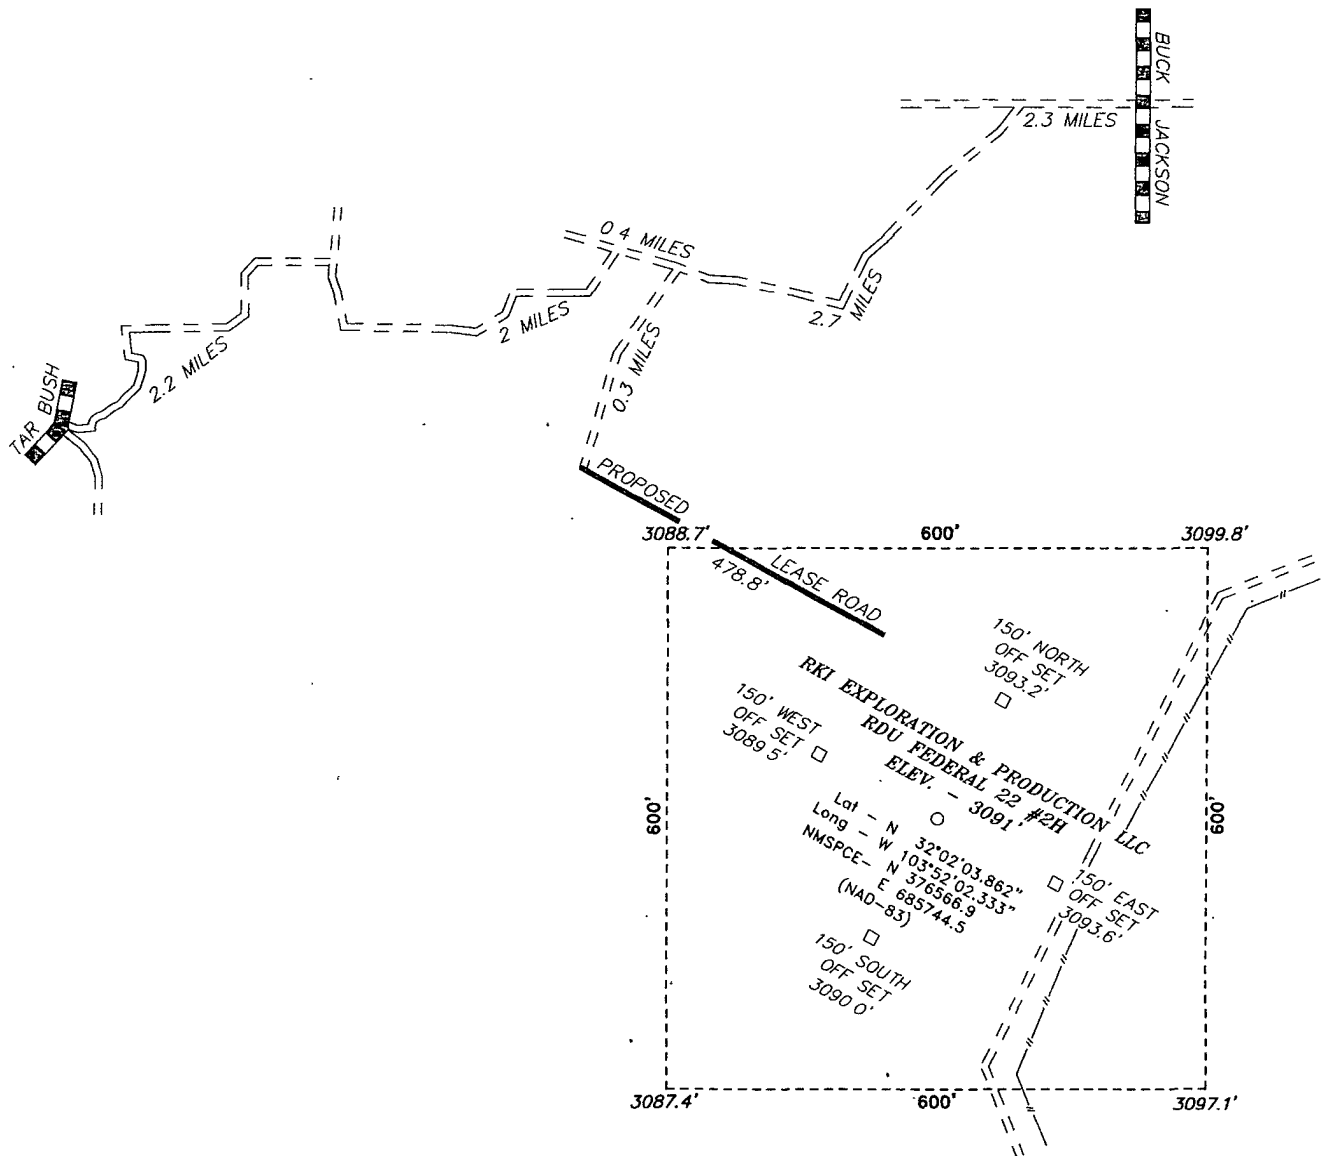 BUCK
JACKSON
2.3 MILES
0 4 MILES
2.7 MILES
2 MILES
2.2 MILES
0.3 MILES
TAR BUSH
PROPOSED
LEASE ROAD
478.8'
3088.7'
600'
3099.8'
150' NORTH
OFF SET
3093.2'
150' WEST
OFF SET
3089 5'
RKI EXPLORATION & PRODUCTION LLC
RDU FEDERAL 22 #2H
ELEV. - 3091'
600'
600'
Lat - N 32°02'03.862"
Long - W 103°52'02.333"
NMSPCE- N 376566.9
E 685744.5
(NAD-83)
150' EAST
OFF SET
3093.6'
150' SOUTH
OFF SET
3090 0'
3087.4'
600'
3097.1'